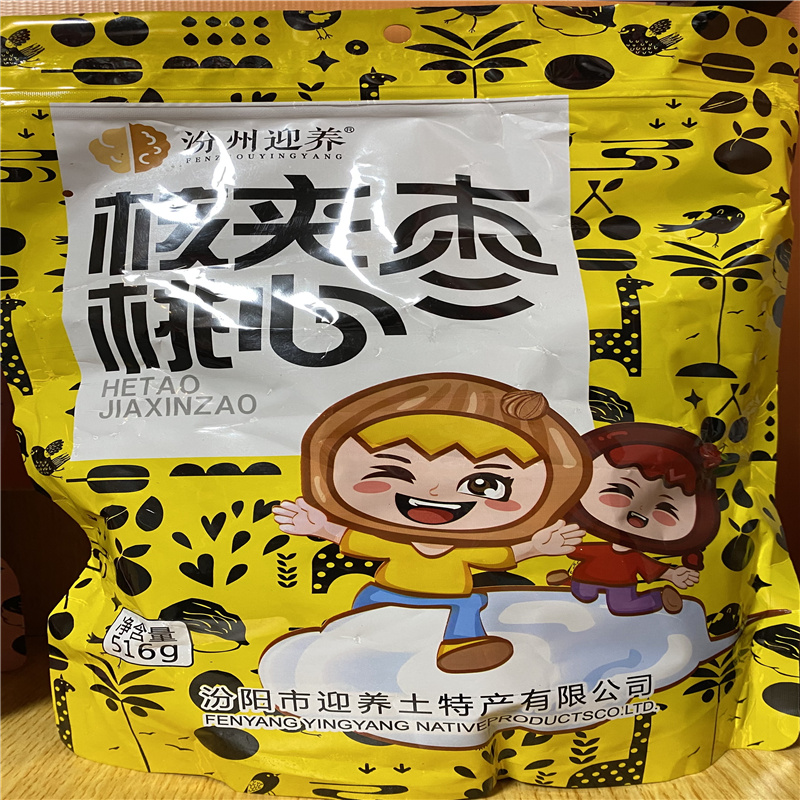 汾州迎养®
FENZHOUYINGYANG
核夹枣
桃心
HETAO
JIAXINZAO
净含量
516g
汾阳市迎养土特产有限公司
FENYANG YINGYANG NATIVEPRODUCTSCO.LTD.